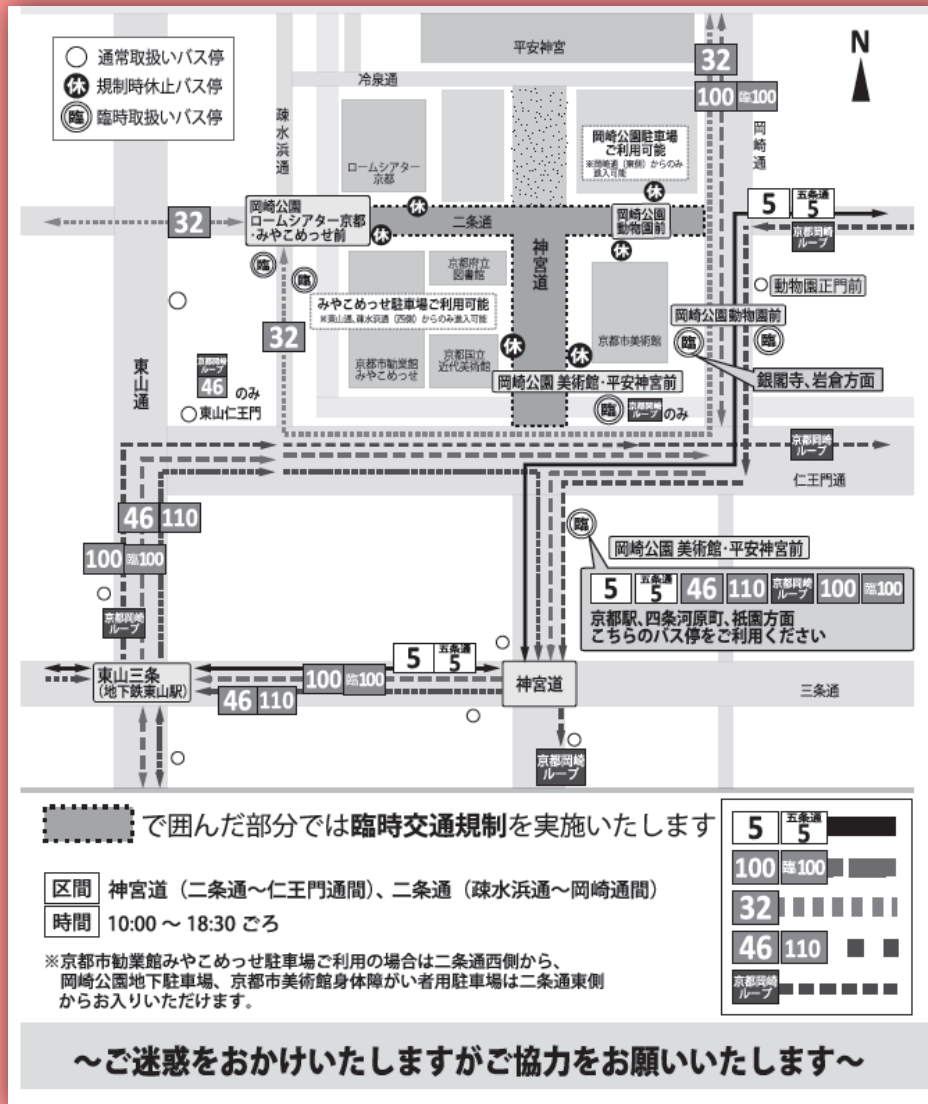 通常取扱いバス停
休 規制時休止バス停
臨 臨時取扱いバス停
平安神宮
冷泉通
疏水浜通
32
100 臨100
N
岡崎通
ロームシアター
京都
岡崎公園駐車場
ご利用可能
※岡崎通(東側)からのみ
進入可能
休
休
32
岡崎公園
ロームシアター京都
・みやこめっせ前
休
二条通
岡崎公園
動物園前
休
5 五条通5
京都岡崎
ループ
神宮道
臨
臨
京都府立
図書館
動物園正門前
みやこめっせ駐車場ご利用可能
※東山通、疏水浜通(西側)からのみ進入可能
岡崎公園動物園前
臨
臨
32
東山通
京都市勧業館
みやこめっせ
京都国立
近代美術館
休
休
京都市美術館
銀閣寺、岩倉方面
京都岡崎
ループ
46 のみ
東山仁王門
岡崎公園 美術館・平安神宮前
臨 京都岡崎ループ のみ
京都岡崎
ループ
仁王門通
46 110
100 臨100
京都岡崎
ループ
臨
岡崎公園 美術館・平安神宮前
5 五条通5 46 110 京都岡崎ループ 100 臨100
京都駅、四条河原町、祇園方面
こちらのバス停をご利用ください
東山三条
(地下鉄東山駅)
5 五条通5
100 臨100
46 110
神宮道
三条通
京都岡崎
ループ
で囲んだ部分では臨時交通規制を実施いたします
区間 神宮道(二条通~仁王門通間)、二条通(疏水浜通~岡崎通間)
時間 10:00 ~ 18:30 ごろ
※京都市勧業館みやこめっせ駐車場ご利用の場合は二条通西側から、
岡崎公園地下駐車場、京都市美術館身体障がい者用駐車場は二条通東側
からお入りいただけます。
5 五条通5
100 臨100
32
46 110
京都岡崎
ループ
~ご迷惑をおかけいたしますがご協力をお願いいたします~